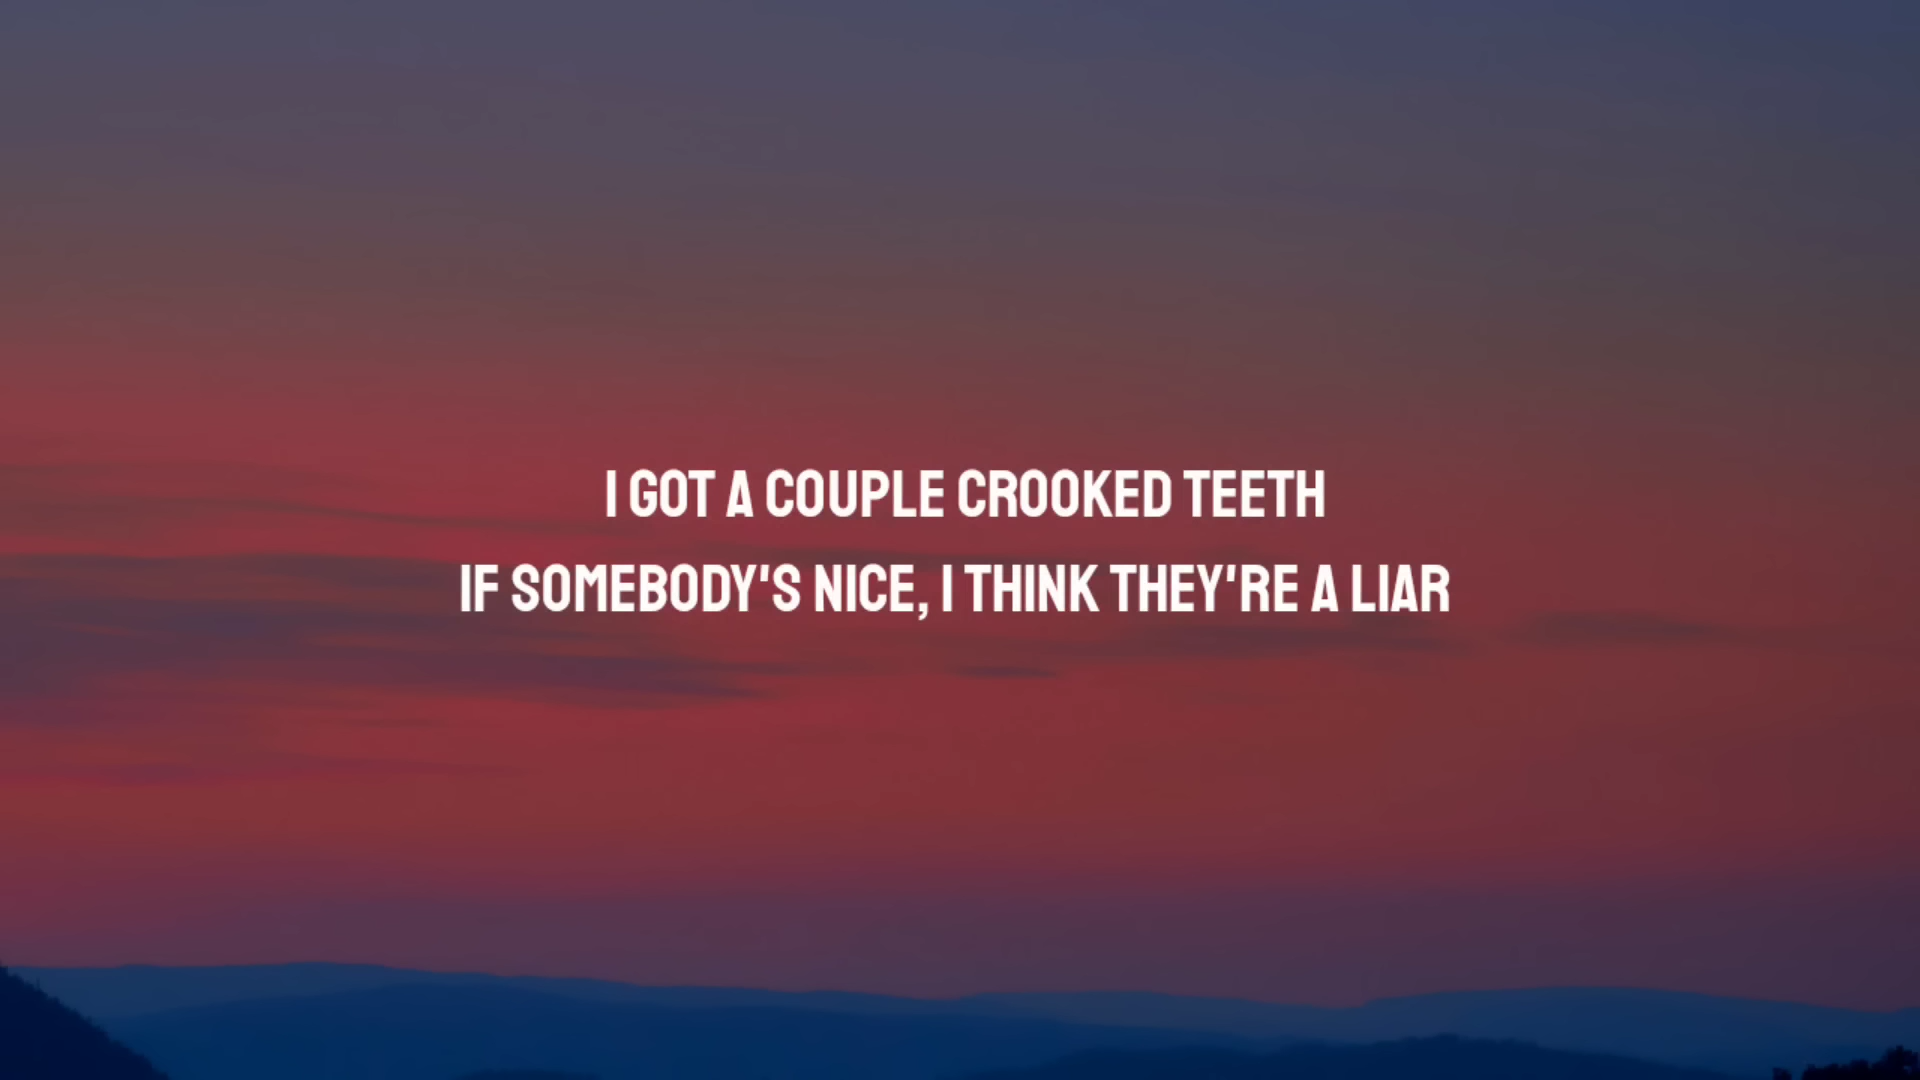 I GOT A COUPLE CROOKED TEETH
IF SOMEBODY'S NICE, I THINK THEY'RE A LIAR